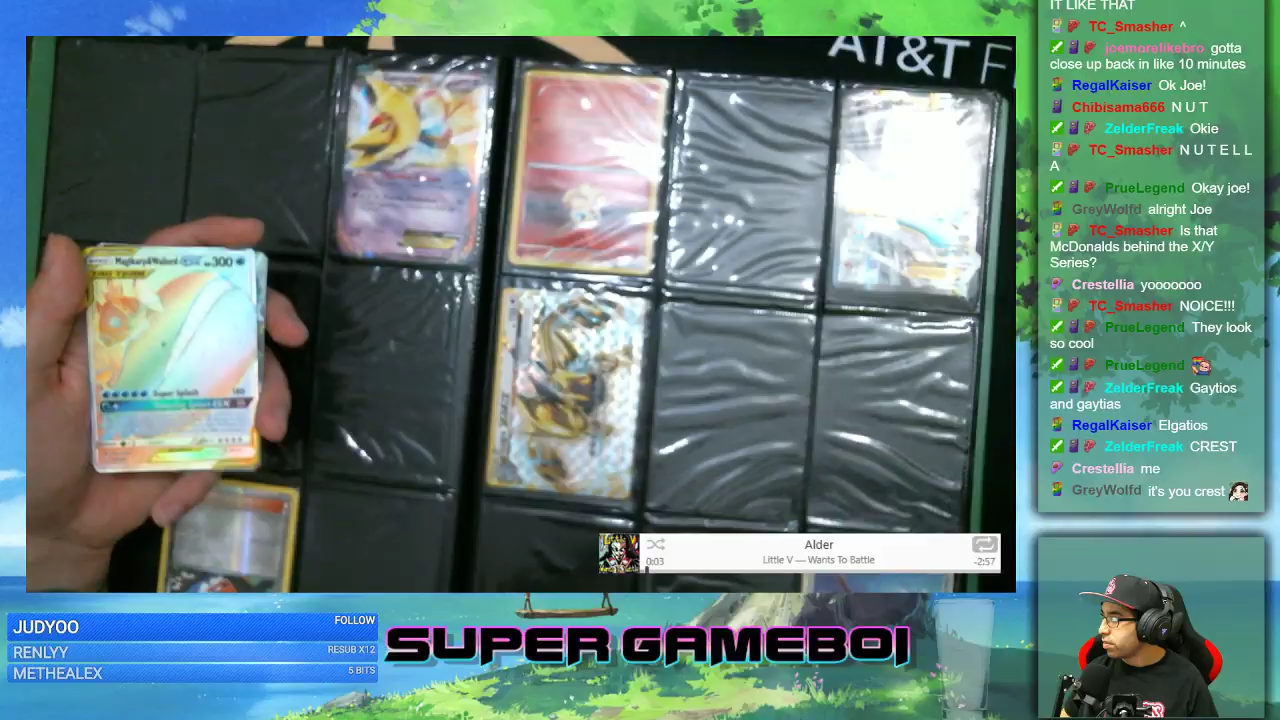 AT&T F
Magikarp&Wailord 300
Super Splash 180
Alder
Little V — Wants To Battle
0:03
-2:57
IT LIKE THAT
TC_Smasher ^
joemorelikebro gotta
close up back in like 10 minutes
RegalKaiser Ok Joe!
Chibisama666 N U T
ZelderFreak Okie
TC_Smasher N U T E L L
A
PrueLegend Okay joe!
GreyWolfd alright Joe
TC_Smasher Is that
McDonalds behind the X/Y
Series?
Crestellia yooooooo
TC_Smasher NOICE!!!
PrueLegend They look
so cool
PrueLegend
ZelderFreak Gaytios
and gaytias
RegalKaiser Elgatios
ZelderFreak CREST
Crestellia me
GreyWolfd it's you crest
JUDYOO FOLLOW
RENLYY RESUB X12
METHEALEX 5 BITS
SUPER GAMEBOI